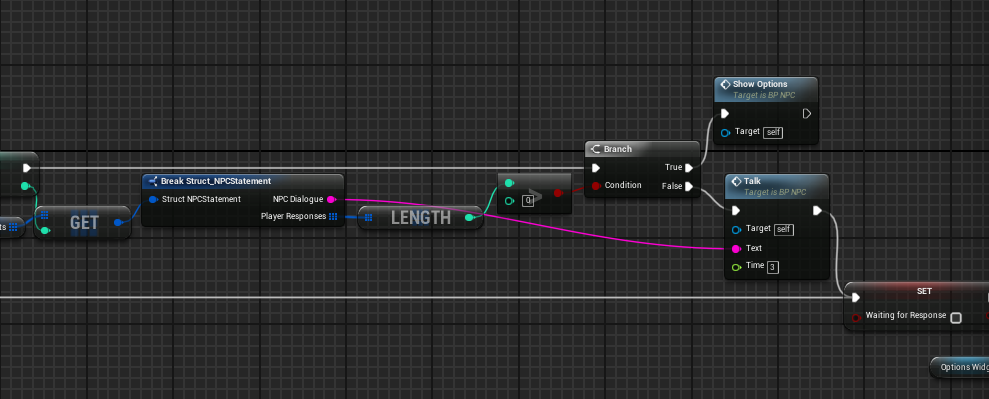 Show Options
Target is BP NPC
Target self
Branch
True
Condition
False
Break Struct_NPCStatement
Struct NPCStatement
NPC Dialogue
Player Responses
GET
LENGTH
>
0
Talk
Target is BP NPC
Target self
Text
Time 3
SET
Waiting for Response
Options